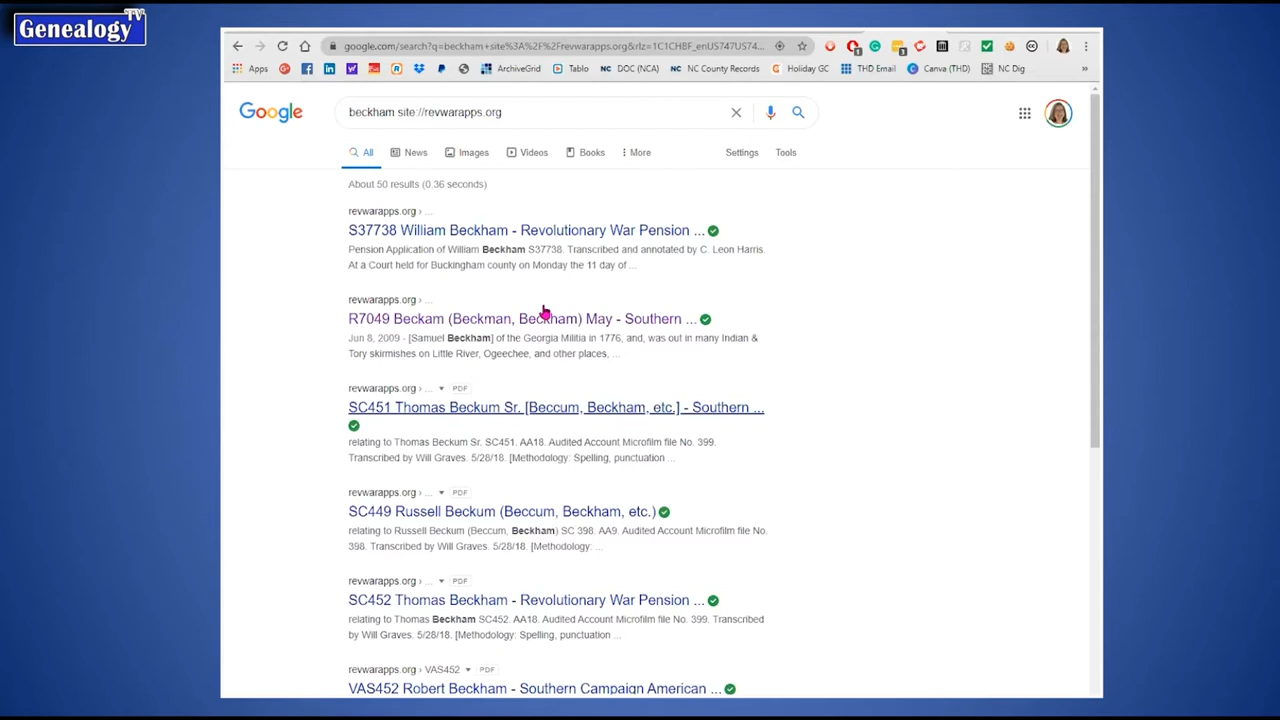 Genealogy TV
google.com/search?q=beckham+site%3A%2F%2Frevwarapps.org&rlz=1C1CHBF_enUS747US74...
Apps
ArchiveGrid
Tablo
NC DOC (NCA)
NC NC County Records
Holiday GC
THD Email
Canva (THD)
NC Dig
»
Google
beckham site://revwarapps.org
All
News
Images
Videos
Books
More
Settings
Tools
About 50 results (0.36 seconds)
revwarapps.org › ...
S37738 William Beckham - Revolutionary War Pension ...
Pension Application of William Beckham S37738. Transcribed and annotated by C. Leon Harris.
At a Court held for Buckingham county on Monday the 11 day of ...
revwarapps.org › ...
R7049 Beckam (Beckman, Beckham) May - Southern ...
Jun 8, 2009 - [Samuel Beckham] of the Georgia Militia in 1776, and, was out in many Indian &
Tory skirmishes on Little River, Ogeechee, and other places, ...
revwarapps.org › ... ▼ PDF
SC451 Thomas Beckum Sr. [Beccum, Beckham, etc.] - Southern ...
relating to Thomas Beckum Sr. SC451. AA18. Audited Account Microfilm file No. 399.
Transcribed by Will Graves. 5/28/18. [Methodology: Spelling, punctuation ...
revwarapps.org › ... ▼ PDF
SC449 Russell Beckum (Beccum, Beckham, etc.)
relating to Russell Beckum (Beccum, Beckham) SC 398. AA9. Audited Account Microfilm file No.
398. Transcribed by Will Graves. 5/28/18. [Methodology: ...
revwarapps.org › ... ▼ PDF
SC452 Thomas Beckham - Revolutionary War Pension ...
relating to Thomas Beckham SC452. AA18. Audited Account Microfilm file No. 399. Transcribed
by Will Graves. 5/28/18. [Methodology: Spelling, punctuation ...
revwarapps.org › VAS452 ▼ PDF
VAS452 Robert Beckham - Southern Campaign American ...